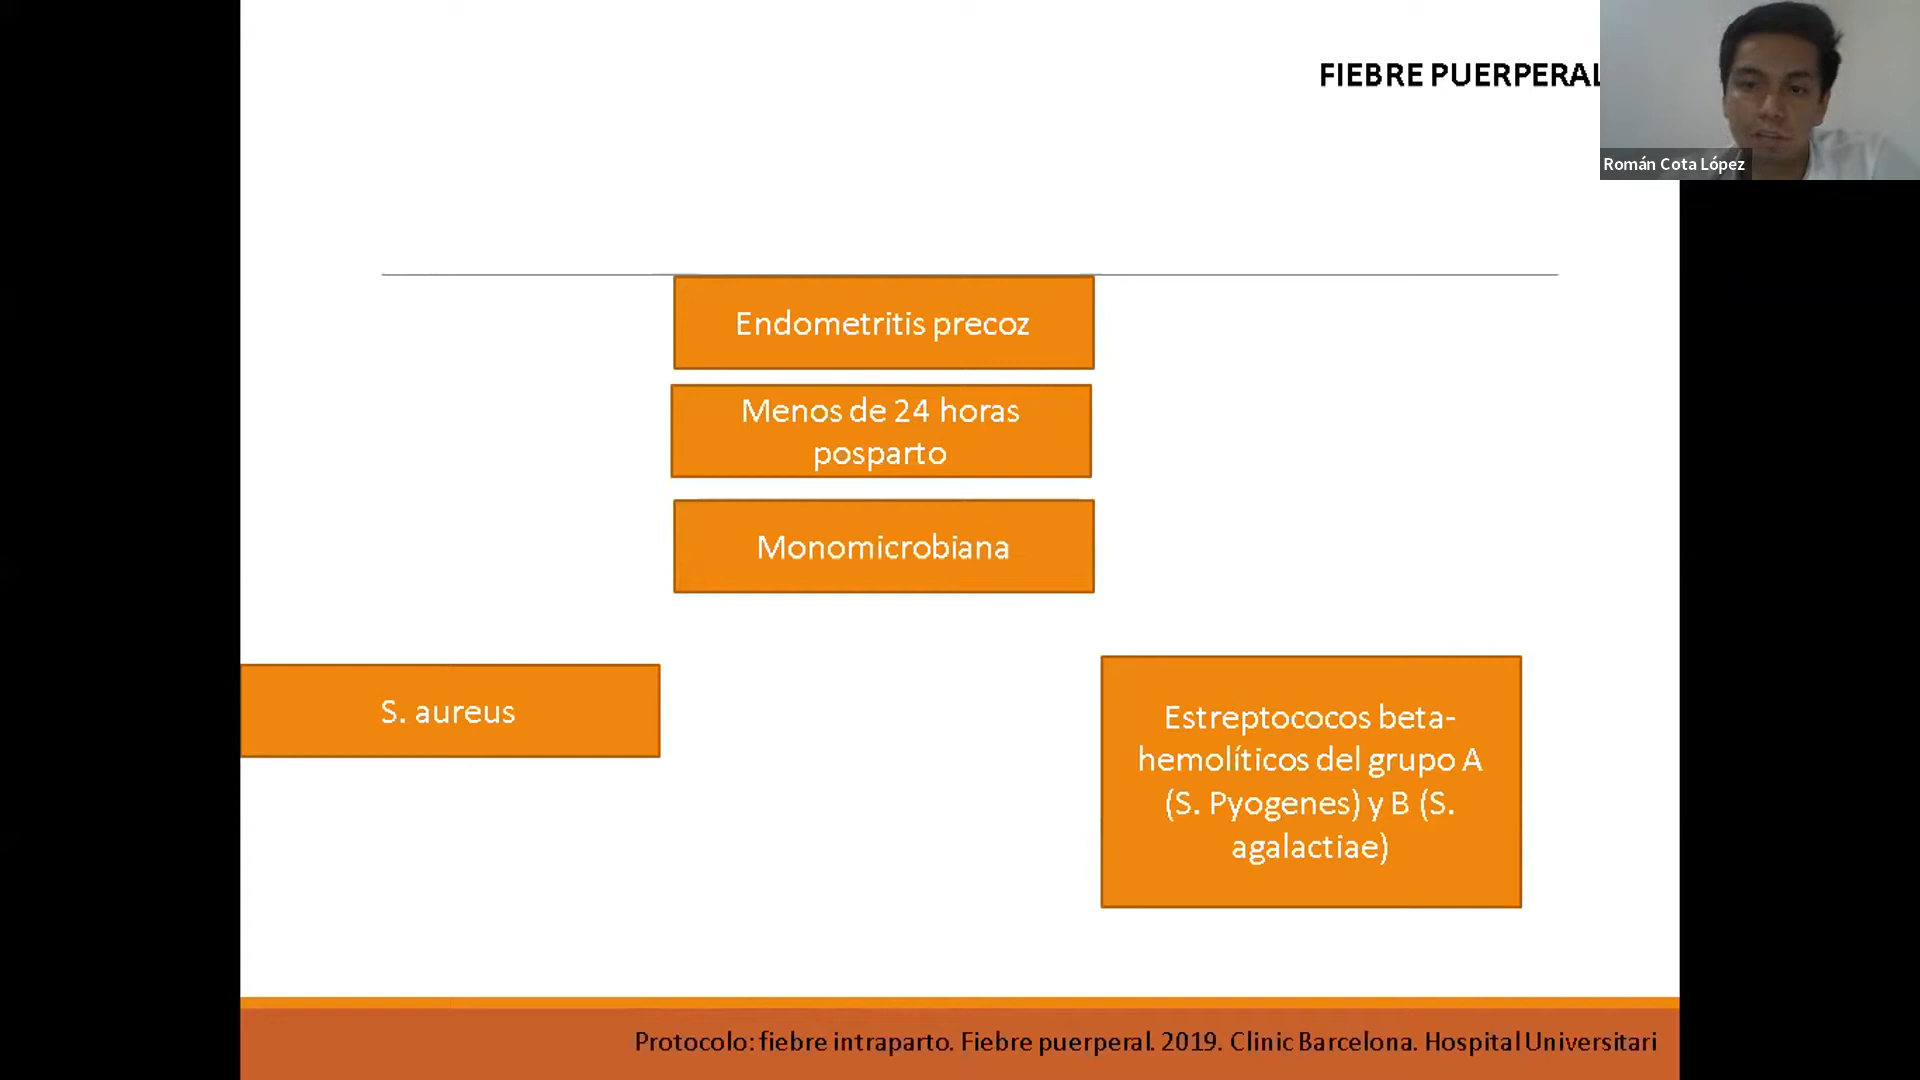 FIEBRE PUERPERAL
Román Cota López
Endometritis precoz
Menos de 24 horas
posparto
Monomicrobiana
S. aureus
Estreptococos beta-
hemolíticos del grupo A
(S. Pyogenes) y B (S.
agalactiae)
Protocolo: fiebre intraparto. Fiebre puerperal. 2019. Clinic Barcelona. Hospital Universitari